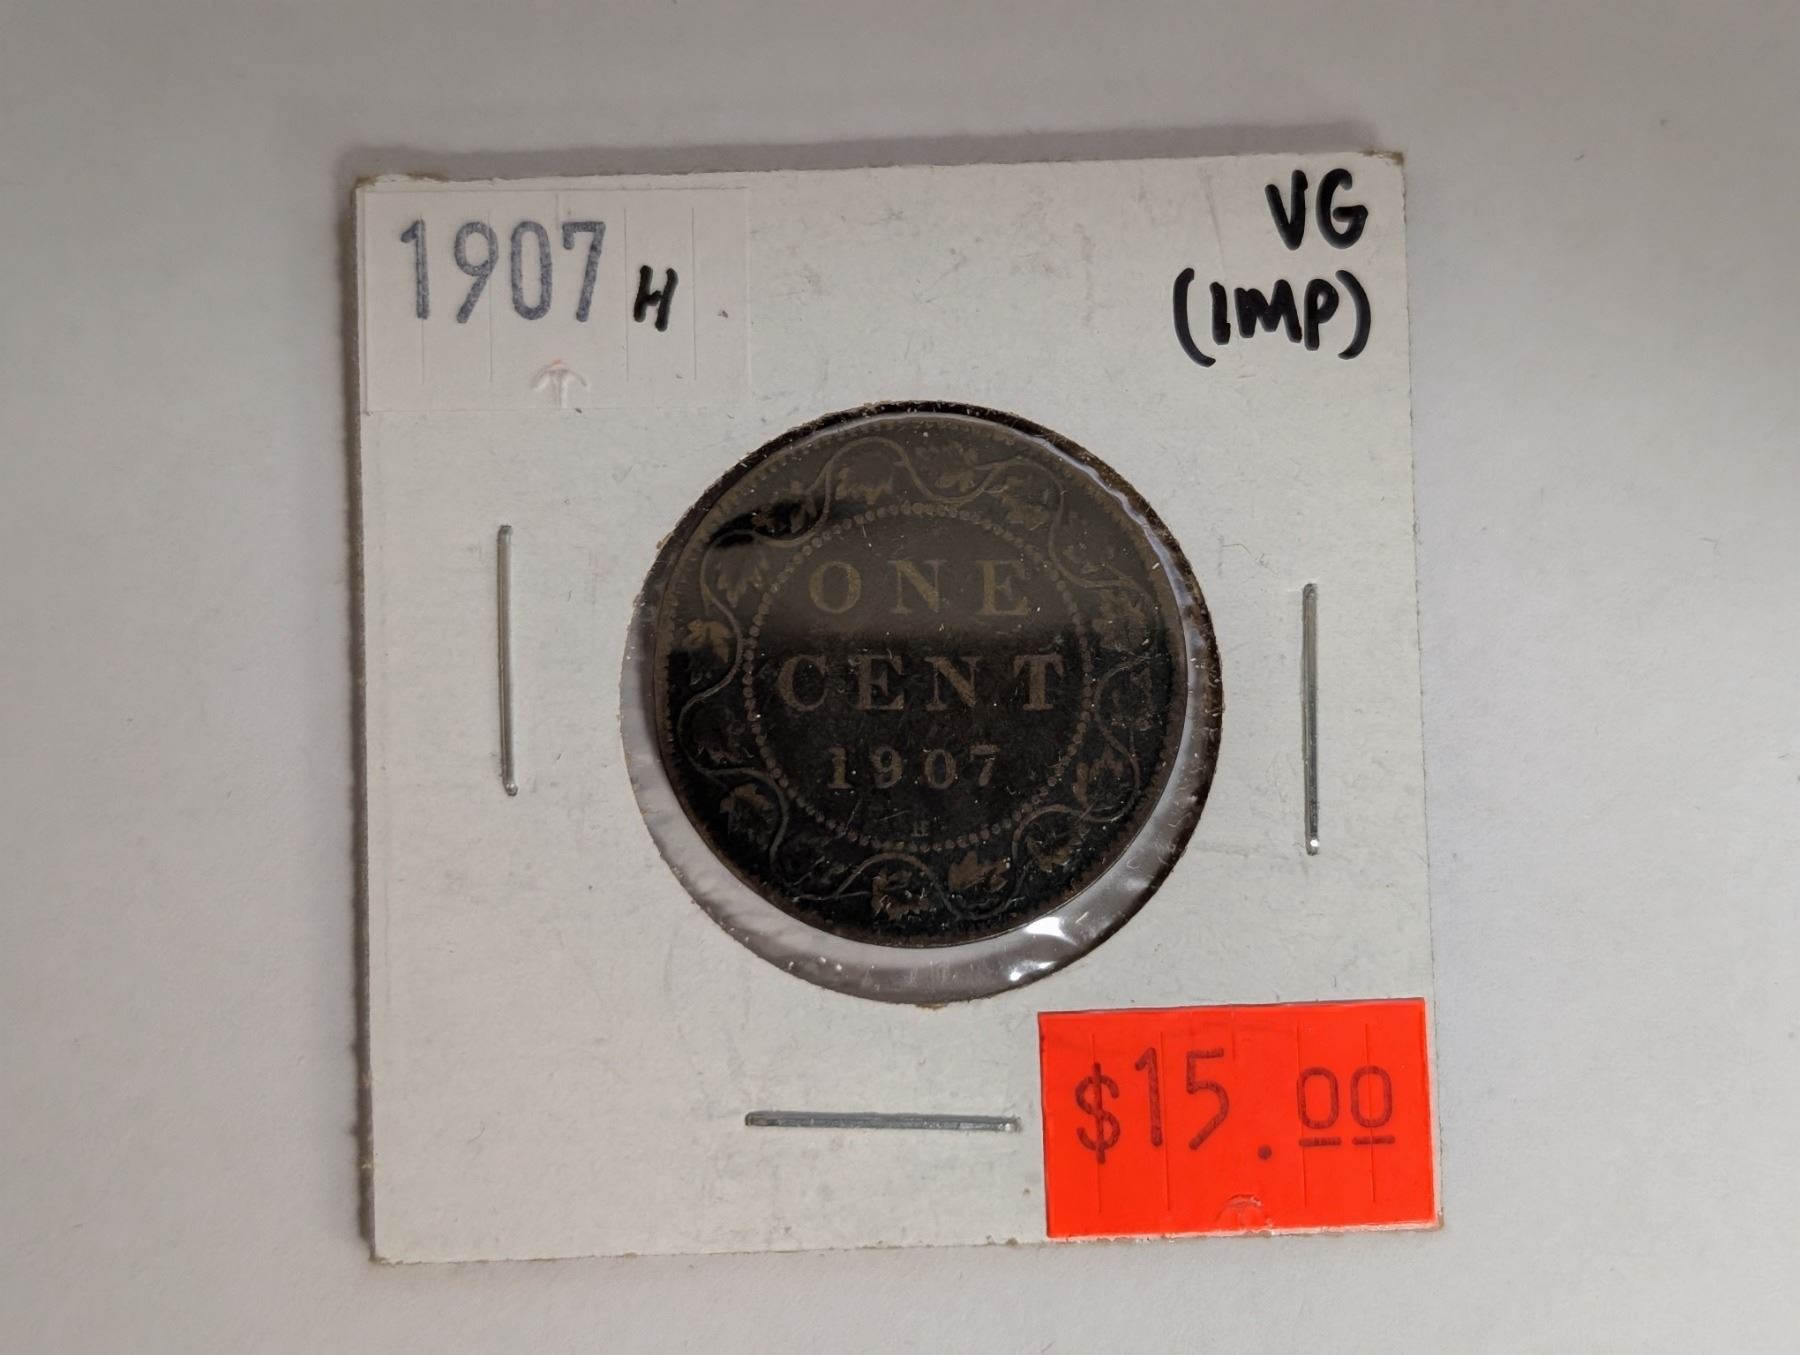 1907 H
VG
(IMP)
ONE
CENT
1907
H
$15.00